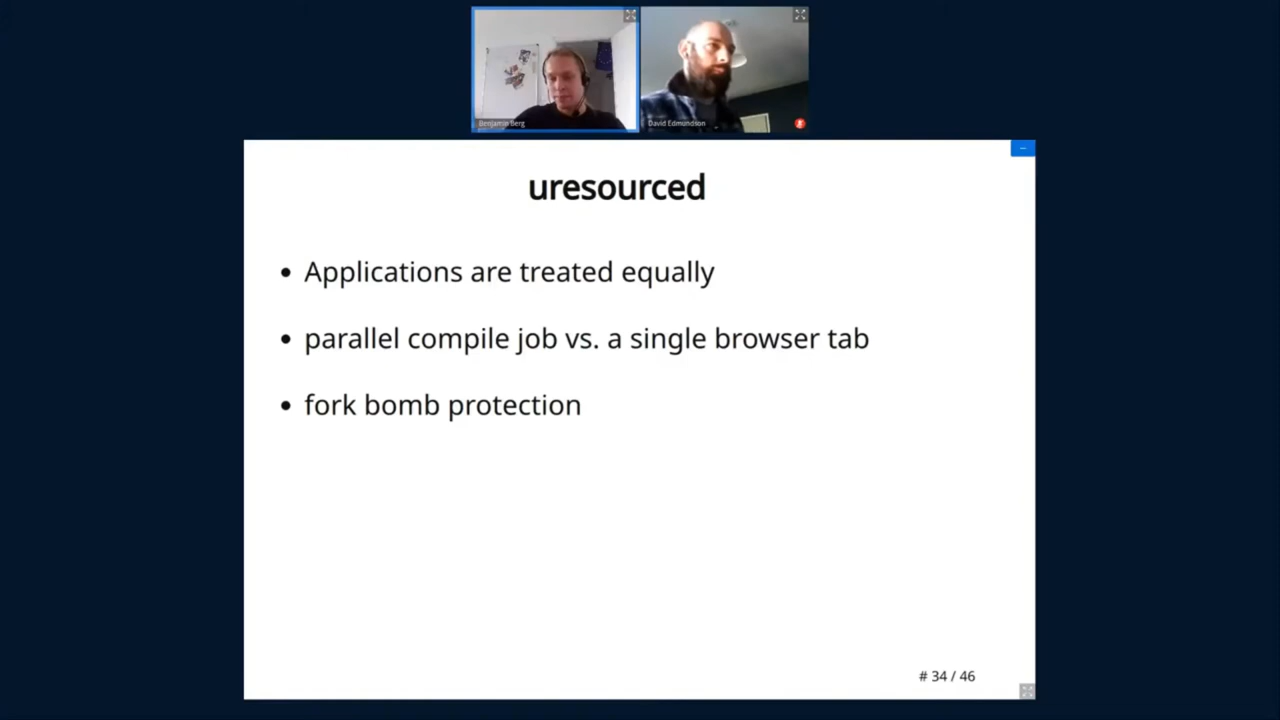 Benjamin Berg
David Edmundson
uresourced
Applications are treated equally
parallel compile job vs. a single browser tab
fork bomb protection
# 34 / 46